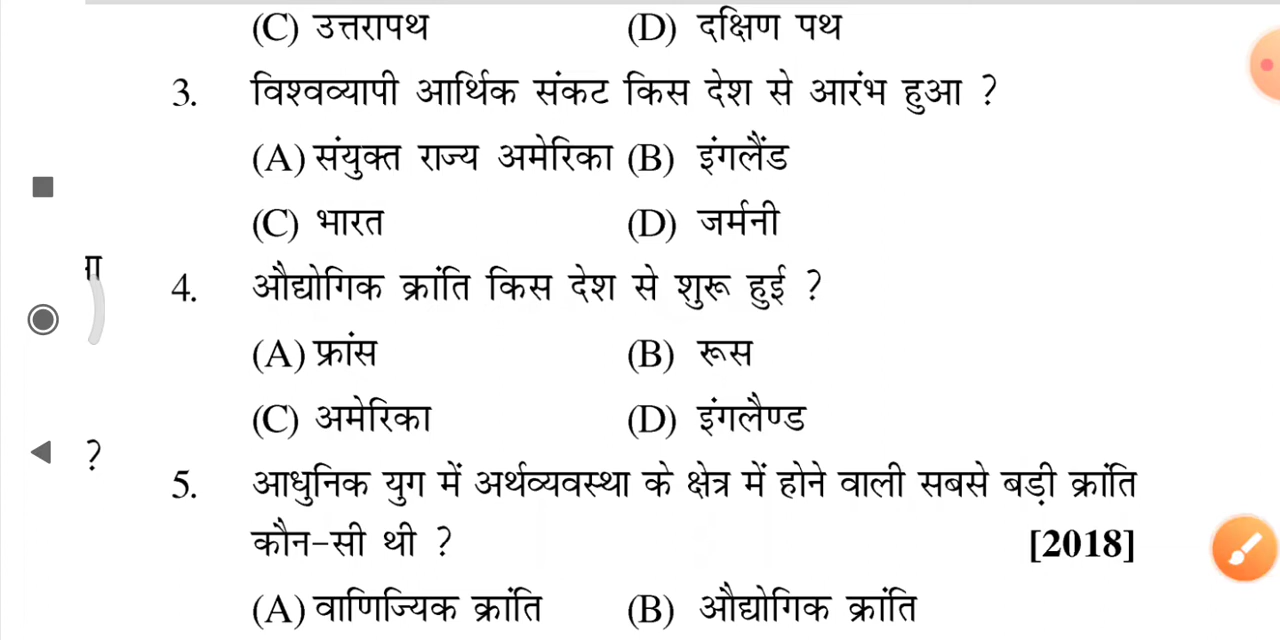 (C) उत्तरापथ (D) दक्षिण पथ
3. विश्वव्यापी आर्थिक संकट किस देश से आरंभ हुआ ?
(A) संयुक्त राज्य अमेरिका (B) इंगलैंड
(C) भारत (D) जर्मनी
4. औद्योगिक क्रांति किस देश से शुरू हुई ?
(A) फ्रांस (B) रूस
(C) अमेरिका (D) इंगलैण्ड
? 5. आधुनिक युग में अर्थव्यवस्था के क्षेत्र में होने वाली सबसे बड़ी क्रांति
कौन-सी थी ? [2018]
(A) वाणिज्यिक क्रांति (B) औद्योगिक क्रांति